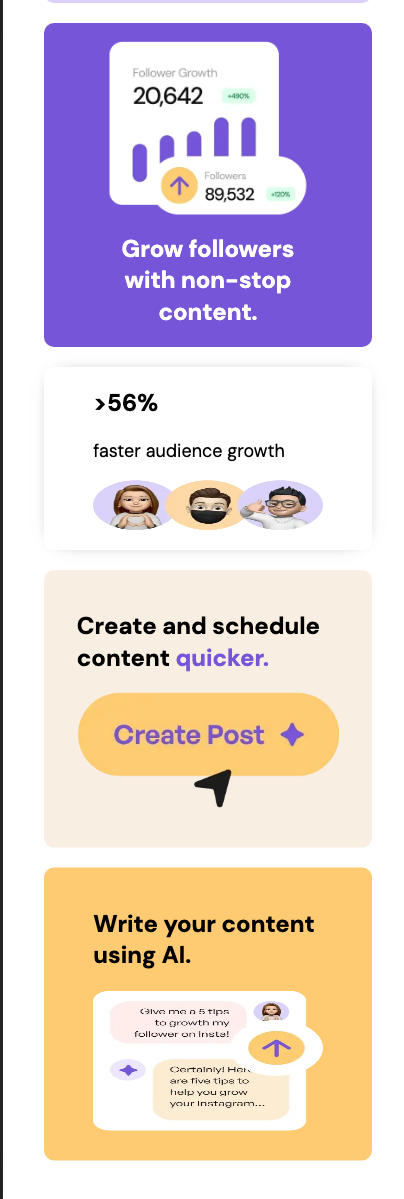 Follower Growth
20,642 +490%
Followers
89,532 +120%
Grow followers
with non-stop
content.
>56%
faster audience growth
Create and schedule
content quicker.
Create Post
Write your content
using AI.
Give me a 5 tips
to growth my
follower on Insta!
Certainly! Here
are five tips to
help you grow
your Instagram...